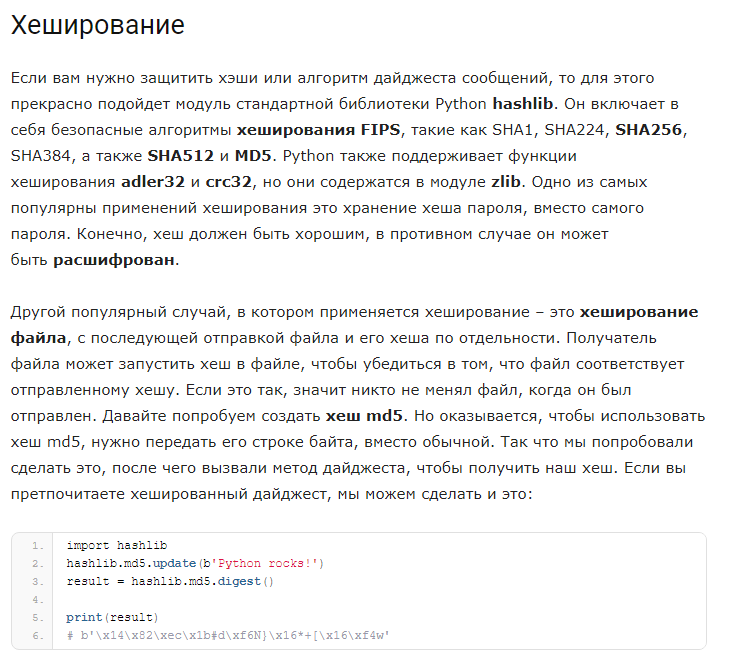 Хеширование
Если вам нужно защитить хэши или алгоритм дайджеста сообщений, то для этого
прекрасно подойдет модуль стандартной библиотеки Python hashlib. Он включает в
себя безопасные алгоритмы хеширования FIPS, такие как SHA1, SHA224, SHA256,
SHA384, а также SHA512 и MD5. Python также поддерживает функции
хеширования adler32 и crc32, но они содержатся в модуле zlib. Одно из самых
популярны применений хеширования это хранение хеша пароля, вместо самого
пароля. Конечно, хеш должен быть хорошим, в противном случае он может
быть расшифрован.
Другой популярный случай, в котором применяется хеширование – это хеширование
файла, с последующей отправкой файла и его хеша по отдельности. Получатель
файла может запустить хеш в файле, чтобы убедиться в том, что файл соответствует
отправленному хешу. Если это так, значит никто не менял файл, когда он был
отправлен. Давайте попробуем создать хеш md5. Но оказывается, чтобы использовать
хеш md5, нужно передать его строке байта, вместо обычной. Так что мы попробовали
сделать это, после чего вызвали метод дайджеста, чтобы получить наш хеш. Если вы
претпочитаете хешированный дайджест, мы можем сделать и это:
1. import hashlib
2. hashlib.md5.update(b'Python rocks!')
3. result = hashlib.md5.digest()
4.
5. print(result)
6. # b'\x14\x82\xec\x1b#d\xf6N}\x16*+[\x16\xf4w'